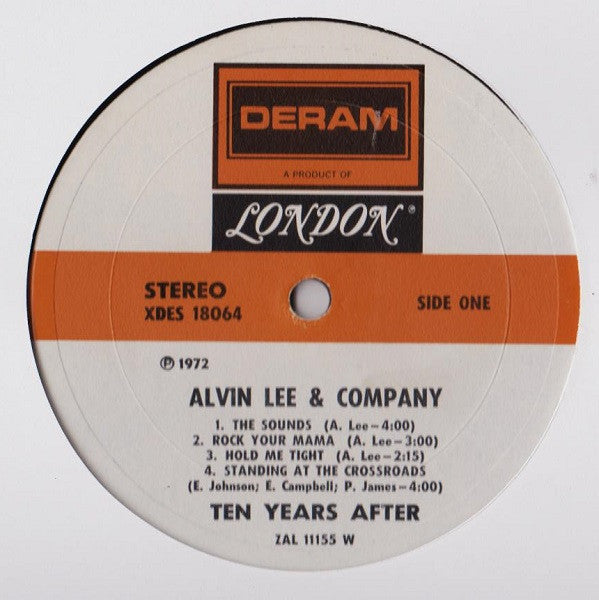 DERAM
A PRODUCT OF
LONDON®
STEREO
XDES 18064
SIDE ONE
℗ 1972
ALVIN LEE & COMPANY
1. THE SOUNDS (A. Lee–4:00)
2. ROCK YOUR MAMA (A. Lee–3:00)
3. HOLD ME TIGHT (A. Lee–2:15)
4. STANDING AT THE CROSSROADS
(E. Johnson; E. Campbell; P. James–4:00)
TEN YEARS AFTER
ZAL 11155 W